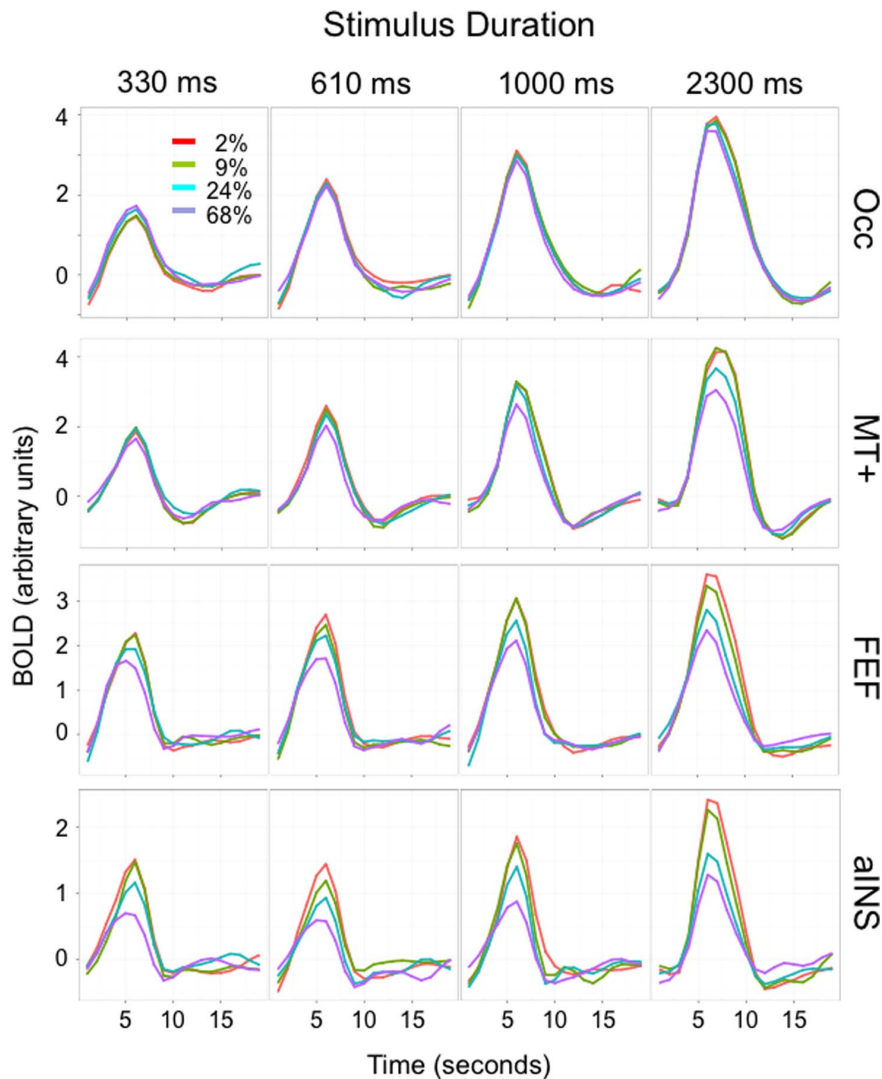 Stimulus Duration
330 ms 610 ms 1000 ms 2300 ms
4
2
0
2%
9%
24%
68%
Occ
4
2
0
MT+
BOLD (arbitrary units)
3
2
1
0
FEF
2
1
0
aINS
5 10 15 5 10 15 5 10 15 5 10 15
Time (seconds)